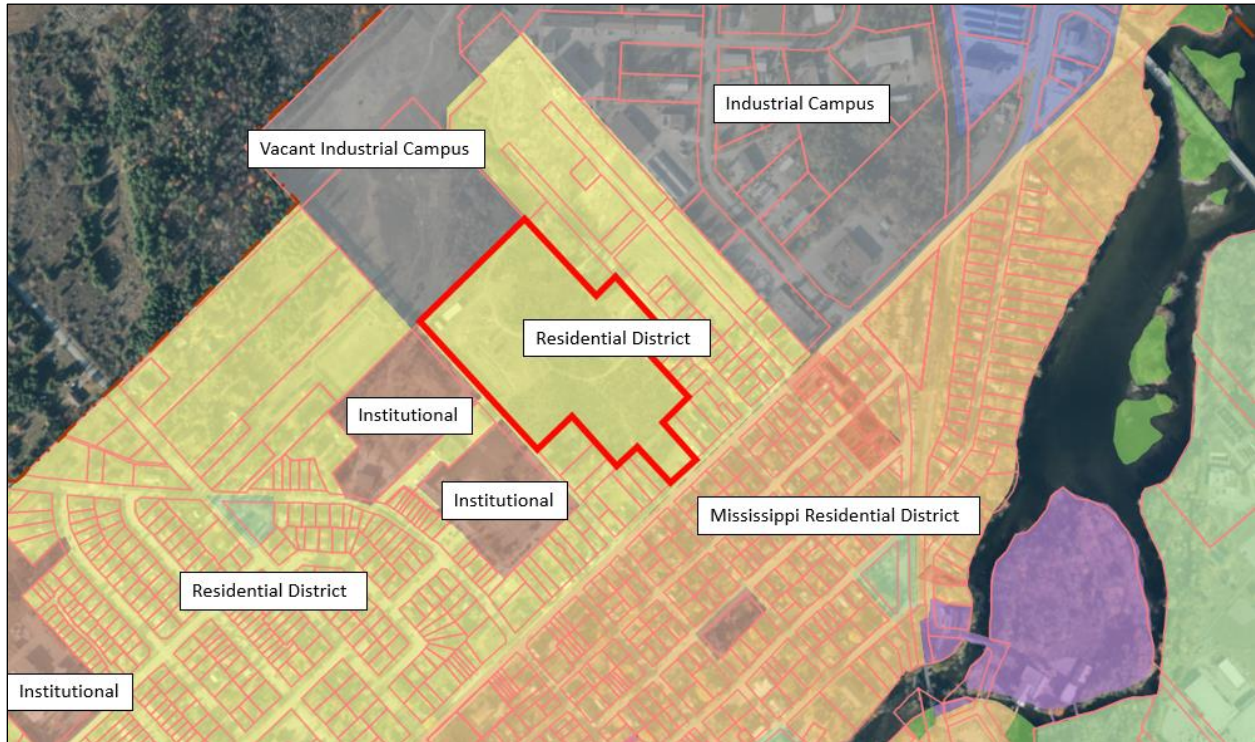 Industrial Campus
Vacant Industrial Campus
Residential District
Institutional
Institutional
Mississippi Residential District
Residential District
Institutional